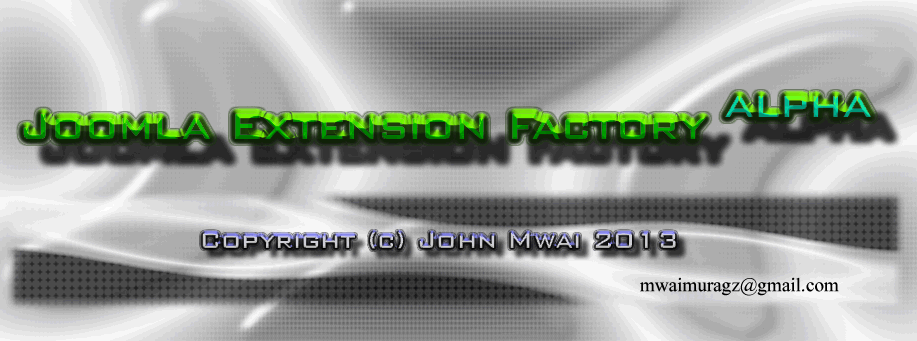 Joomla Extension Factory ALPHA
Copyright (c) John Mwai 2013
mwaimuragz@gmail.com